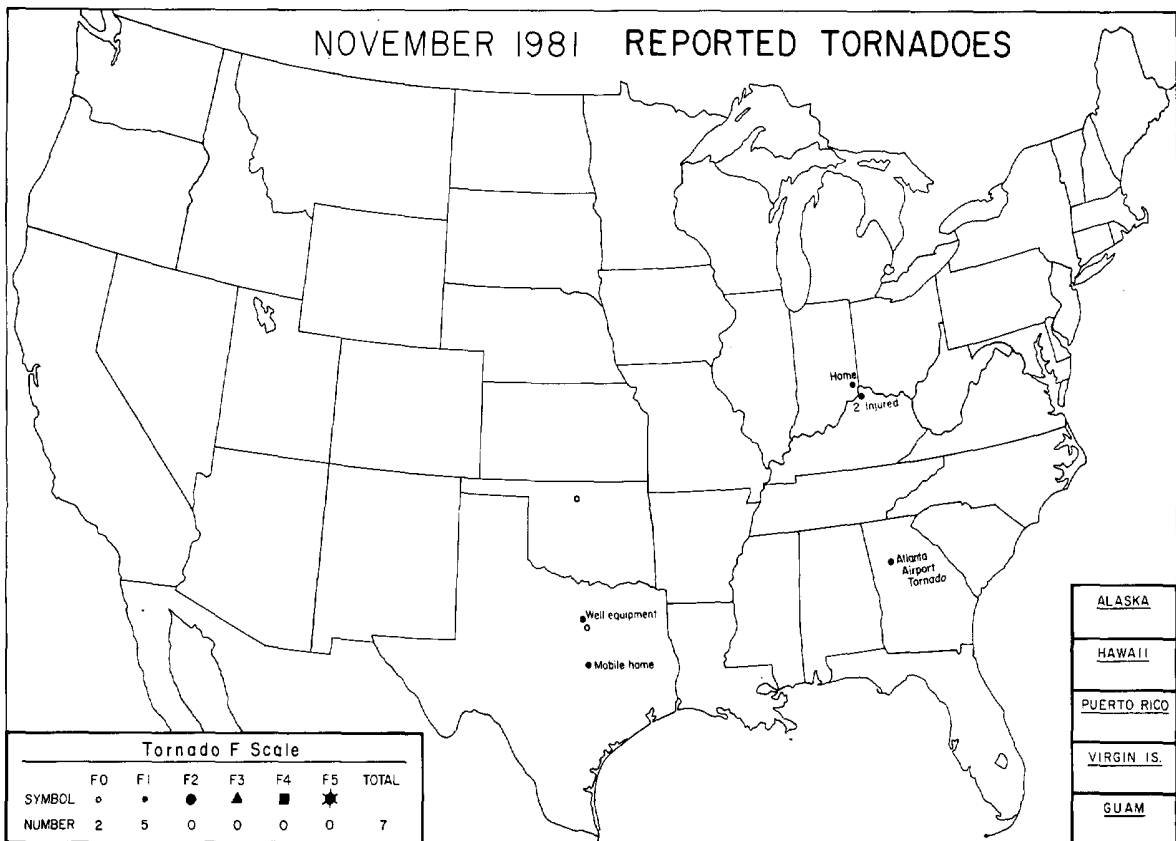 NOVEMBER 1981 REPORTED TORNADOES
Home
2 Injured
Atlanta
Airport
Tornado
Well equipment
Mobile home
ALASKA
HAWAII
PUERTO RICO
VIRGIN IS.
GUAM
Tornado F Scale
F0 F1 F2 F3 F4 F5 TOTAL
SYMBOL
NUMBER 2 5 0 0 0 0 7